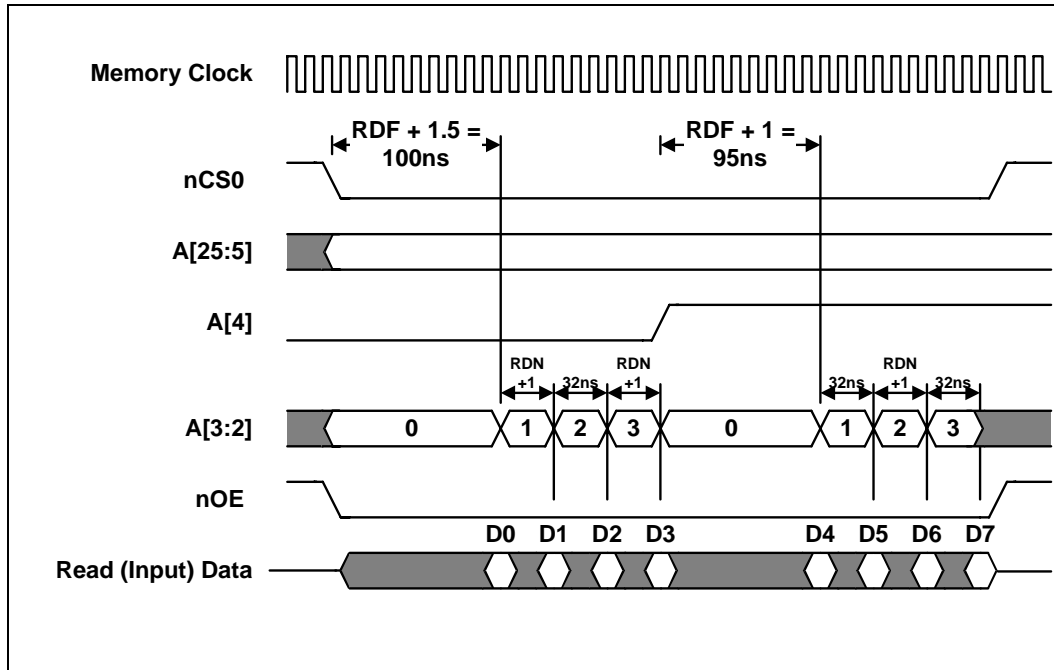 Memory Clock
RDF + 1.5 =
100ns
RDF + 1 =
95ns
nCS0
A[25:5]
A[4]
RDN
+1
32ns
RDN
+1
32ns
RDN
+1
32ns
A[3:2]
0
1
2
3
0
1
2
3
nOE
D0
D1
D2
D3
D4
D5
D6
D7
Read (Input) Data